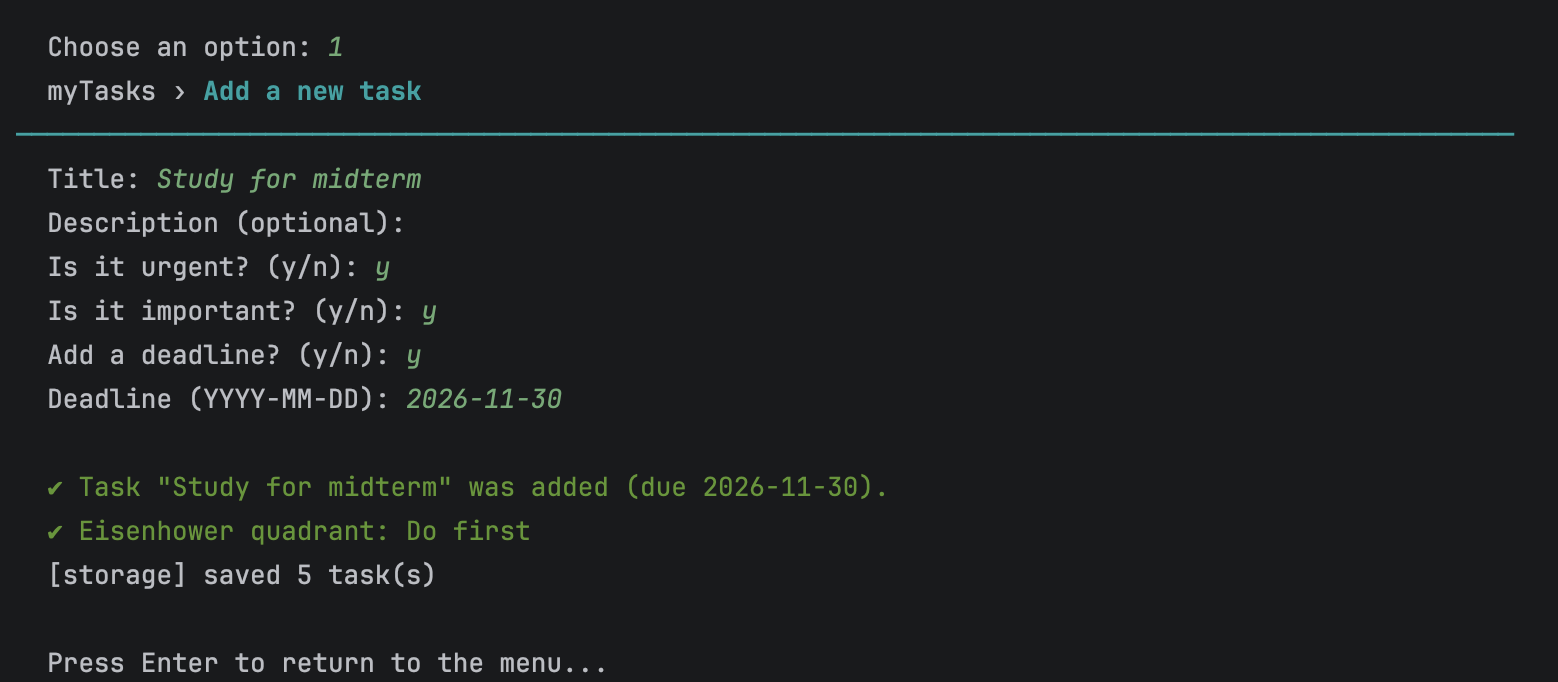 Choose an option: 1
myTasks › Add a new task
Title: Study for midterm
Description (optional):
Is it urgent? (y/n): y
Is it important? (y/n): y
Add a deadline? (y/n): y
Deadline (YYYY-MM-DD): 2026-11-30
✔ Task "Study for midterm" was added (due 2026-11-30).
✔ Eisenhower quadrant: Do first
[storage] saved 5 task(s)
Press Enter to return to the menu...